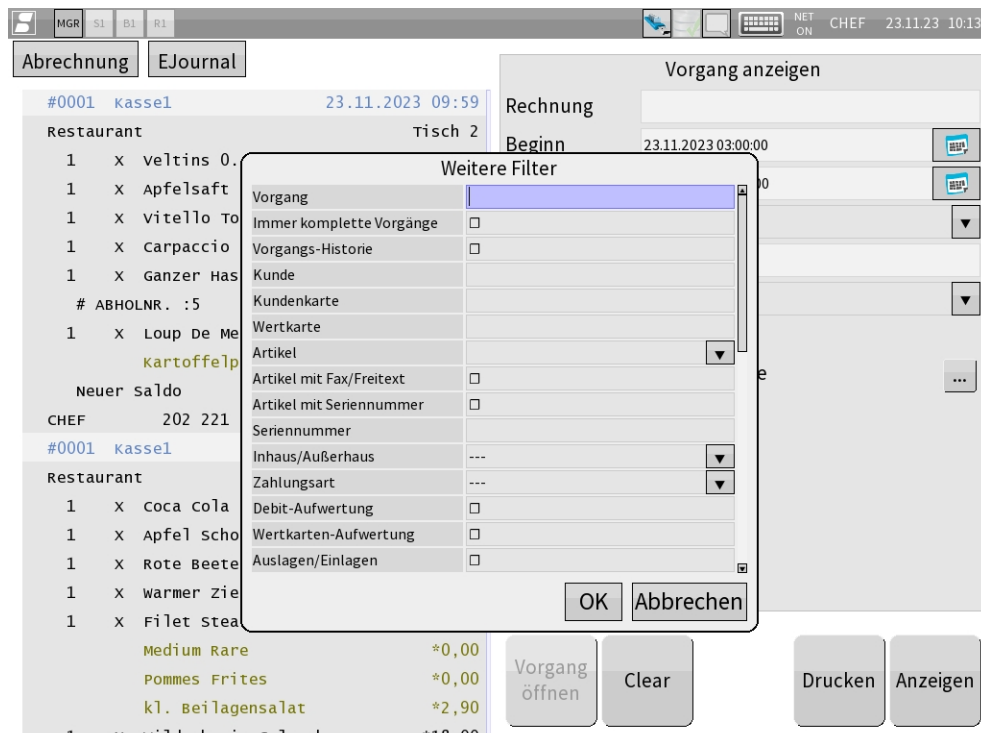 MGR S1 B1 R1 NET ON CHEF 23.11.23 10:13
Abrechnung EJournal
Vorgang anzeigen
#0001 Kasse1 23.11.2023 09:59
Rechnung
Restaurant Tisch 2
Beginn 23.11.2023 03:00:00
1 x Veltins 0.
1 x Apfelsaft
1 x Vitello To
1 x Carpaccio
1 x Ganzer Has
# ABHOLNR. :5
1 x Loup De Me
Kartoffelp
Neuer Saldo
CHEF 202 221
#0001 Kasse1
Restaurant
1 x Coca Cola
1 x Apfel Scho
1 x Rote Beete
1 x Warmer Zie
1 x Filet Stea
Medium Rare *0,00
Pommes Frites *0,00
kl. Beilagensalat *2,90
Weitere Filter
Vorgang
Immer komplette Vorgänge
Vorgangs-Historie
Kunde
Kundenkarte
Wertkarte
Artikel
Artikel mit Fax/Freitext
Artikel mit Seriennummer
Seriennummer
Inhaus/Außerhaus ---
Zahlungsart ---
Debit-Aufwertung
Wertkarten-Aufwertung
Auslagen/Einlagen
OK Abbrechen
...
Vorgang öffnen
Clear
Drucken
Anzeigen